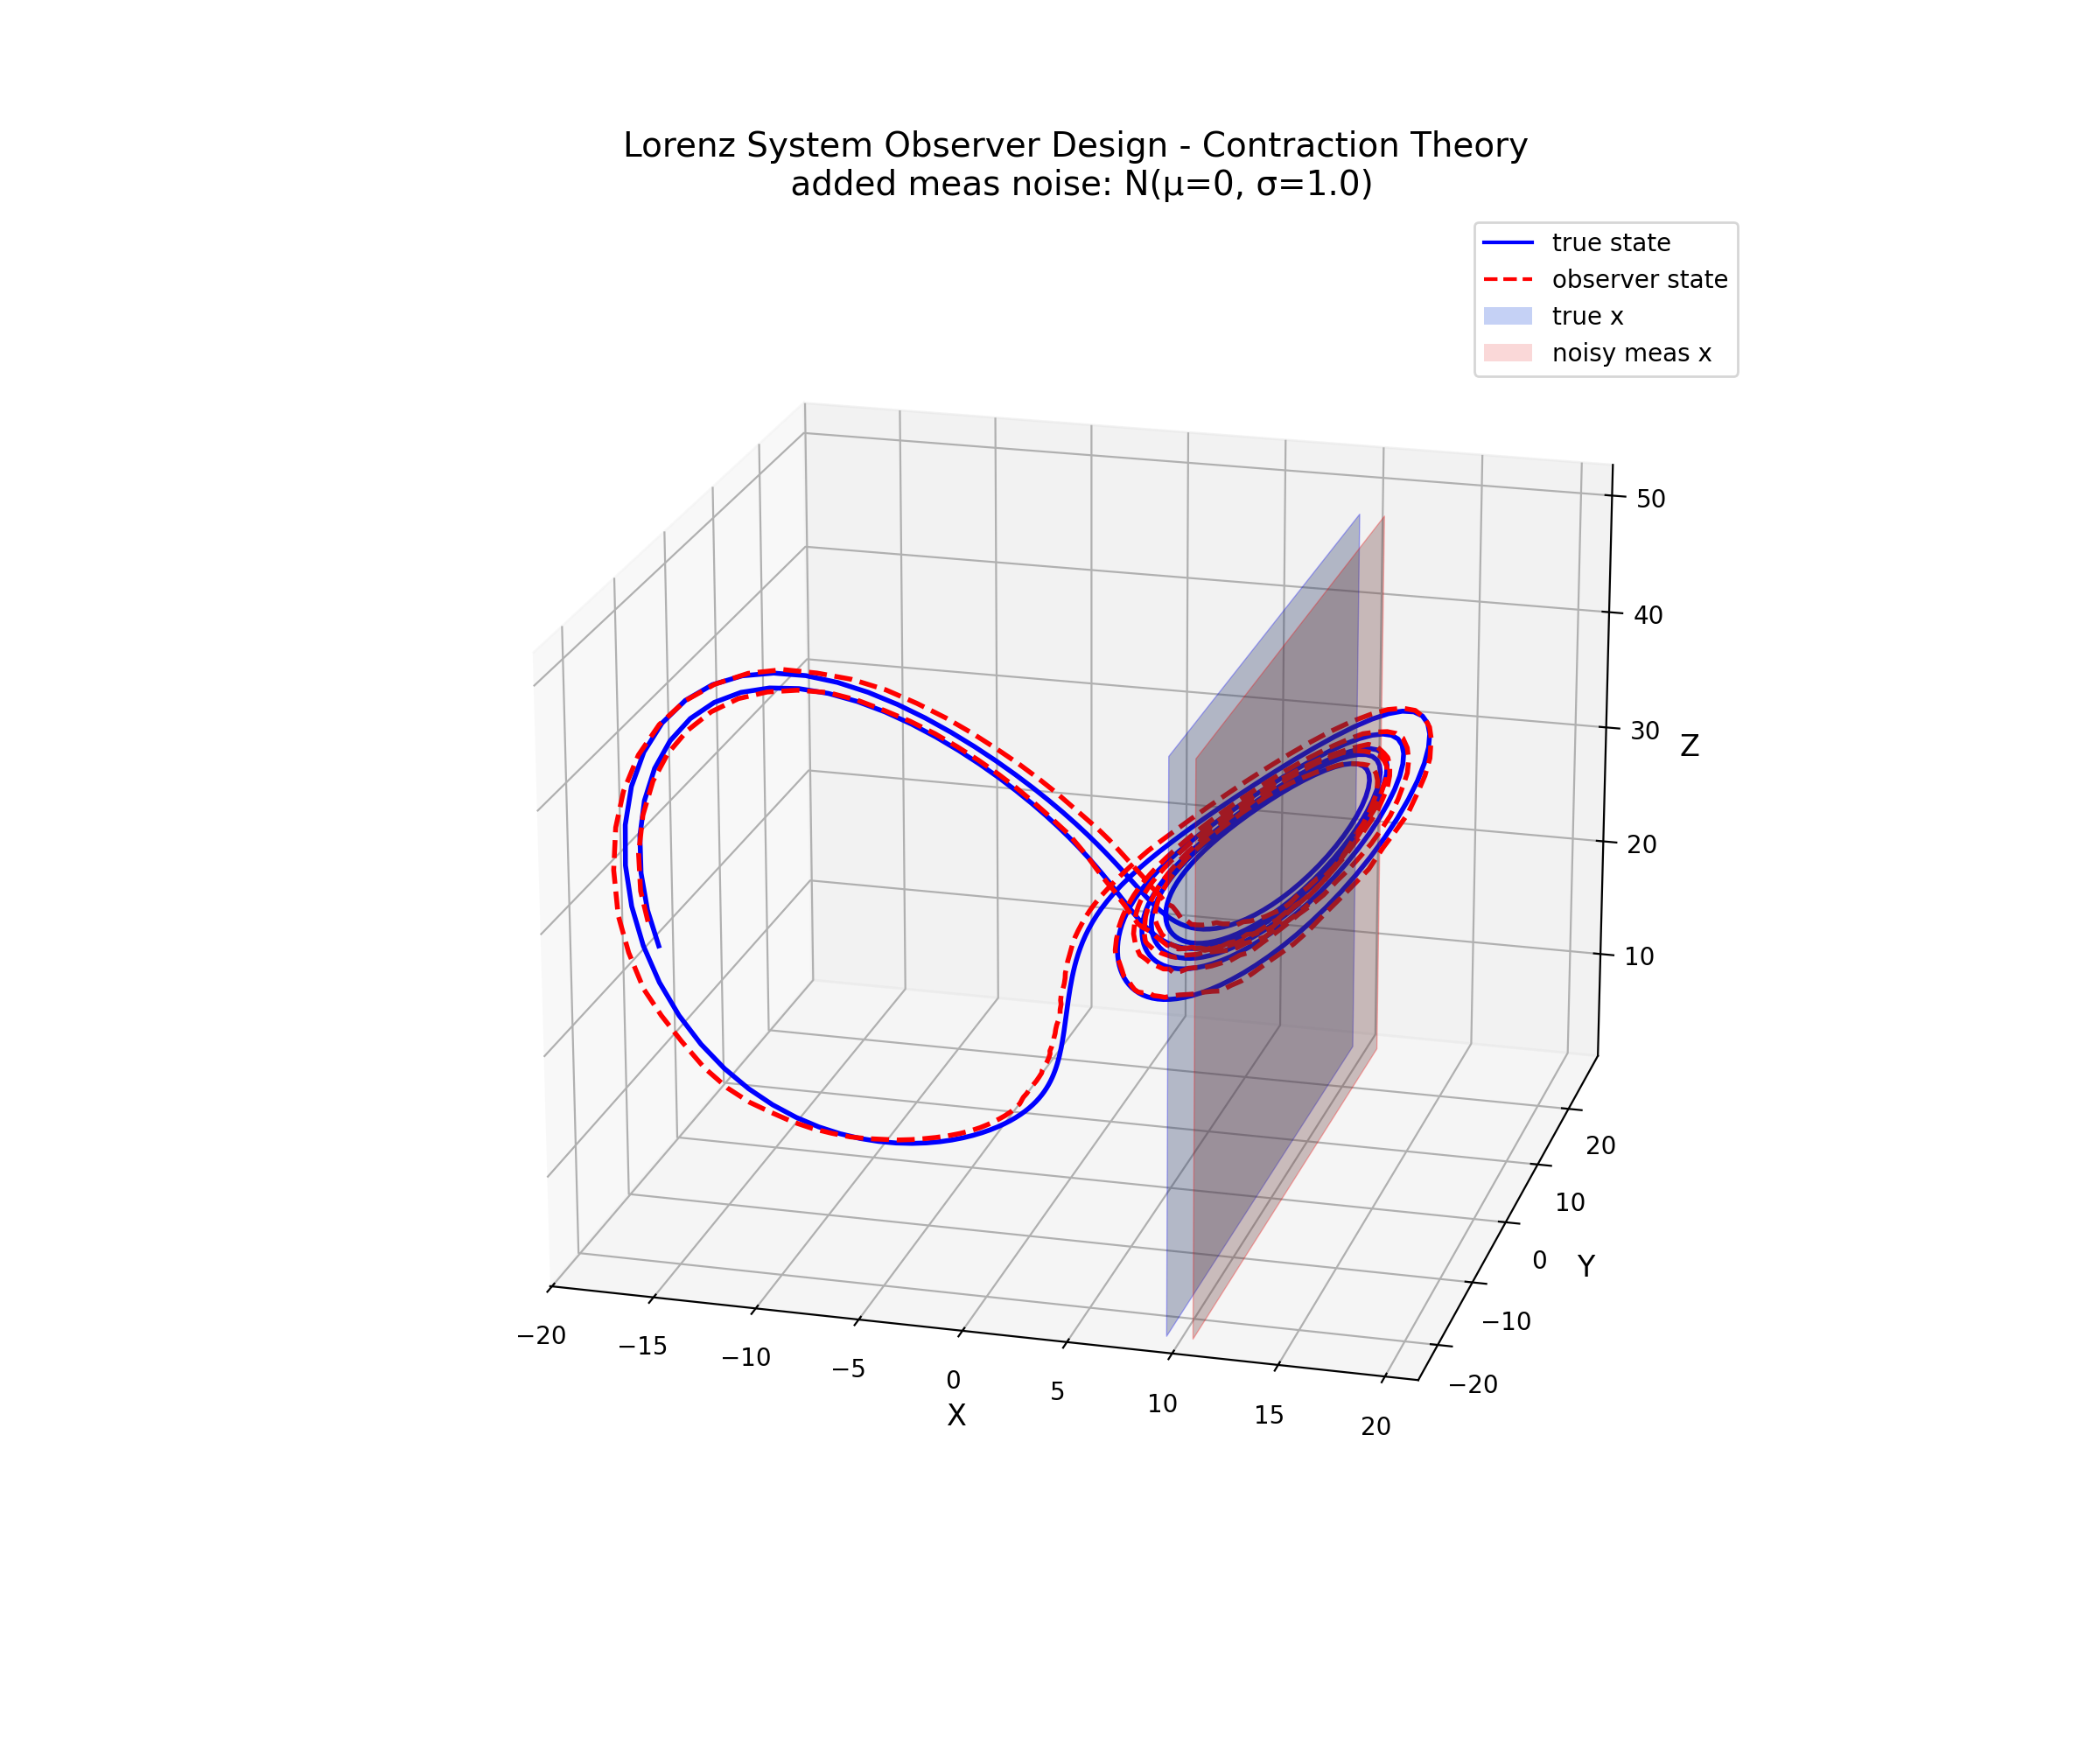 Lorenz System Observer Design - Contraction Theory
added meas noise: N(μ=0, σ=1.0)
true state
observer state
true x
noisy meas x
50
40
30
Z
20
10
20
10
0
Y
−10
−20
−20
−15
−10
−5
0
5
10
15
20
X